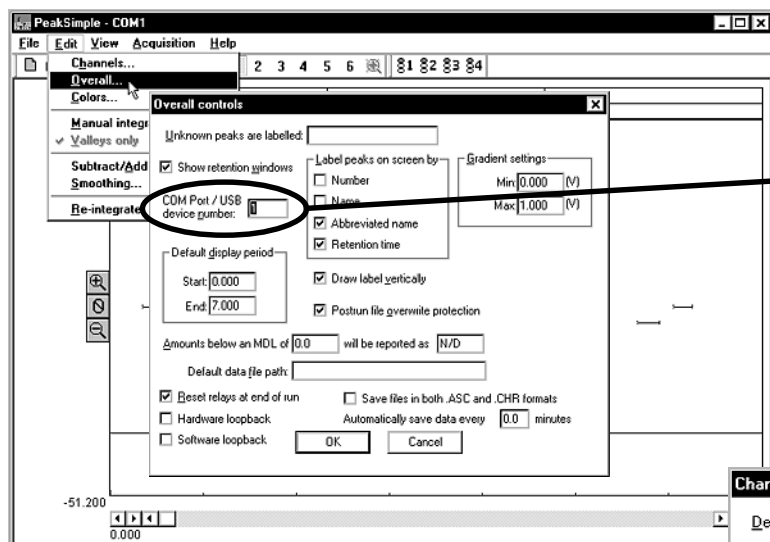 PeakSimple - COM1
File Edit View Acquisition Help
Channels...
2 3 4 5 6 1 2 3 4
Overall...
Colors...
Overall controls
Manual integr
Valleys only
Unknown peaks are labelled:
Subtract/Add
Smoothing...
Re-integrate
Show retention windows
COM Port / USB
device number: 1
Label peaks on screen by
Number
Name
Abbreviated name
Retention time
Gradient settings
Min: 0.000 (V)
Max: 1.000 (V)
Default display period
Start: 0.000
End: 7.000
Draw label vertically
Postrun file overwrite protection
Amounts below an MDL of 0.0 will be reported as N/D
Default data file path:
Reset relays at end of run
Save files in both .ASC and .CHR formats
Hardware loopback
Automatically save data every 0.0 minutes
Software loopback
OK Cancel
-51.200
0.000
Char
De